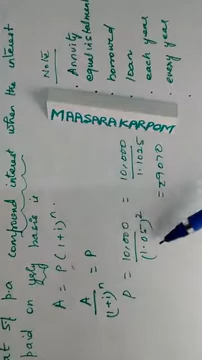 at 5% p.a compound interest when the interest
paid on yly basis is
A = P(1+i)^n.
A/(1+i)^n = P
P = 10,000/(1.05)^2 = 10,000/1.1025
= ₹9070
Note
• Annuity
equal instalment
• borrowed
• loan
• each year
• every year
MAASARAKARPOM